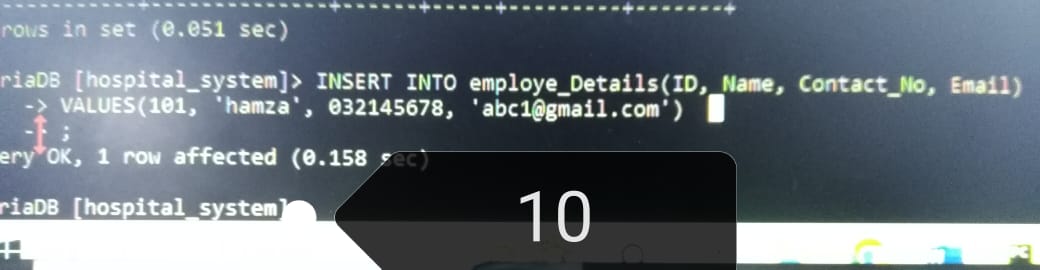 rows in set (0.051 sec)
riaDB [hospital_system]> INSERT INTO employe_Details(ID, Name, Contact_No, Email)
-> VALUES(101, 'hamza', 032145678, 'abc1@gmail.com')
-> ;
ery OK, 1 row affected (0.158 sec)
riaDB [hospital_system]
10